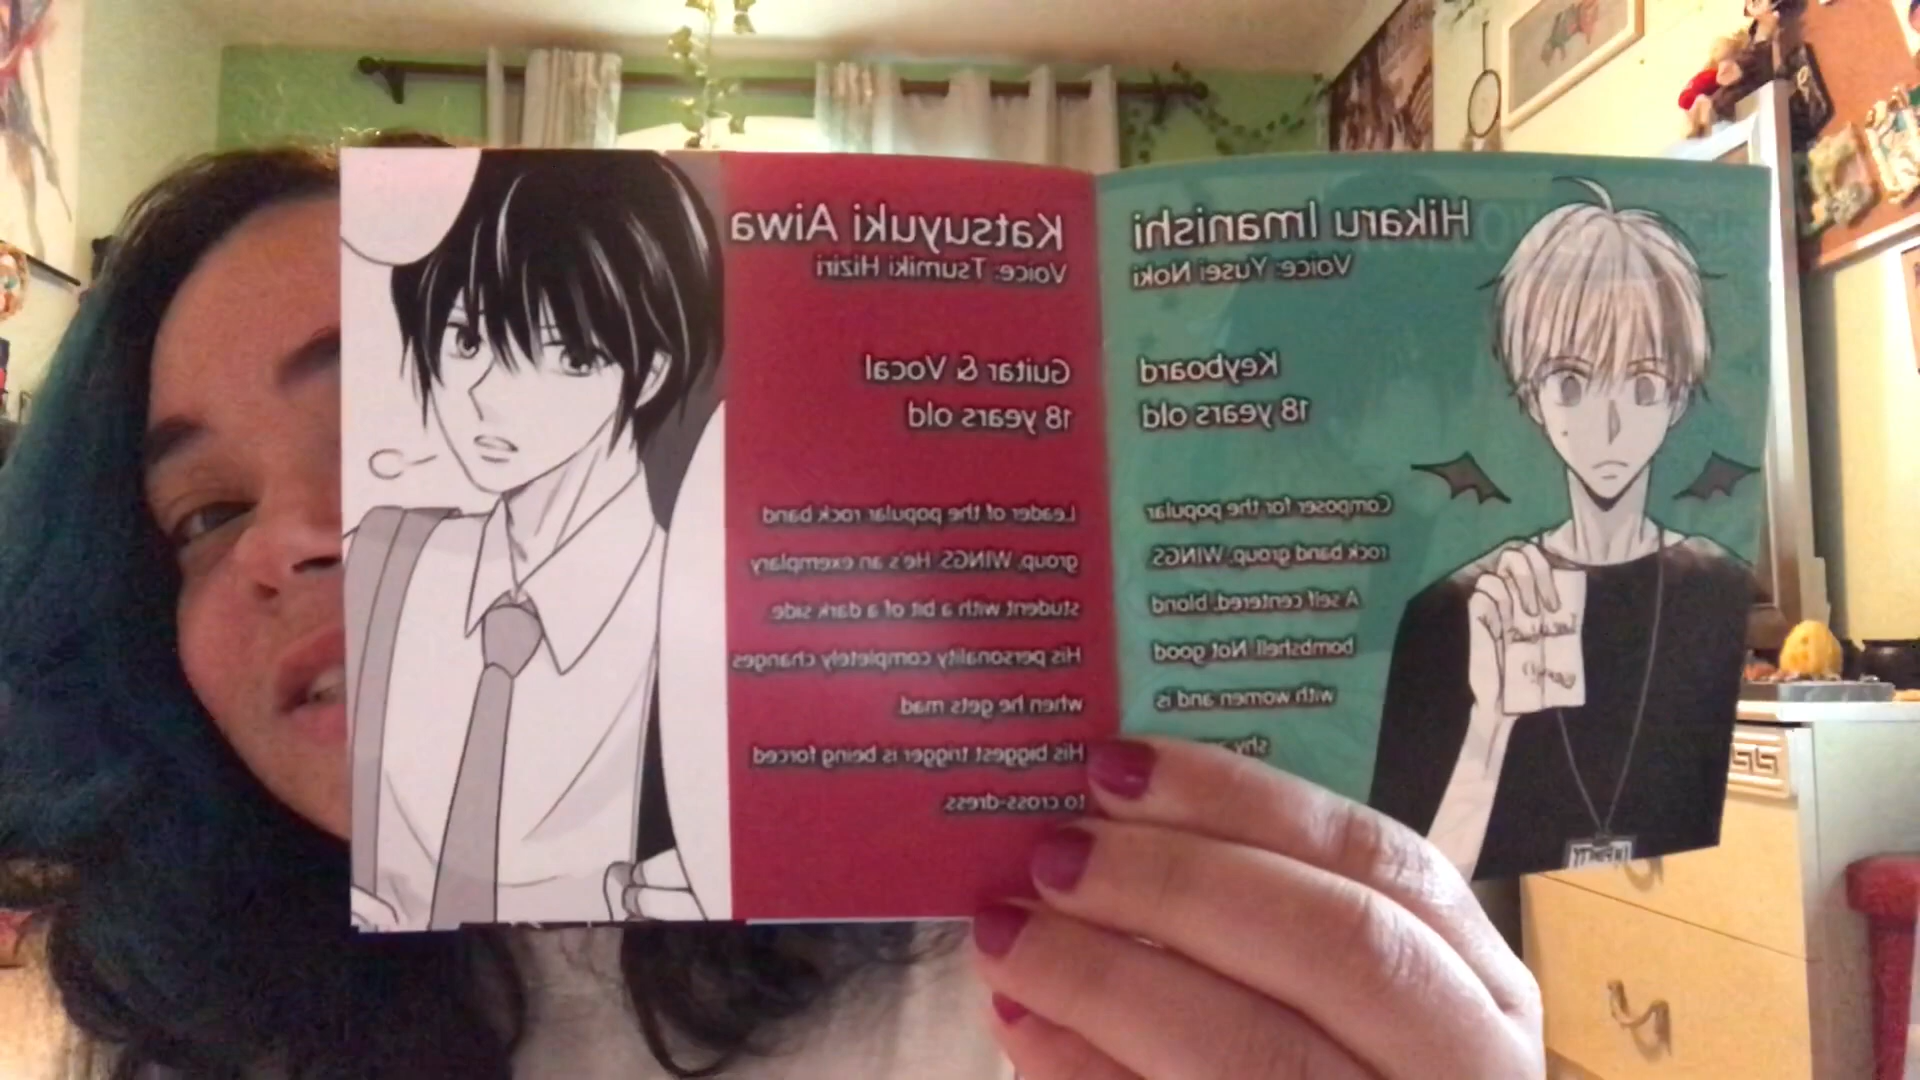 Katsuyuki Aiwa
Voice: Tsumiki Hiziri
Guitar & Vocal
18 years old
Leader of the popular rock band
group, WINGS. He's an exemplary
student with a bit of a dark side.
His personality completely changes
when he gets mad.
His biggest trigger is being forced
to cross-dress.
Hikaru Imanishi
Voice: Yusei Noki
Keyboard
18 years old
Composer for the popular
rock band group, WINGS.
A self centered, blond,
bombshell. Not good
with women and is
shy
INFINITY